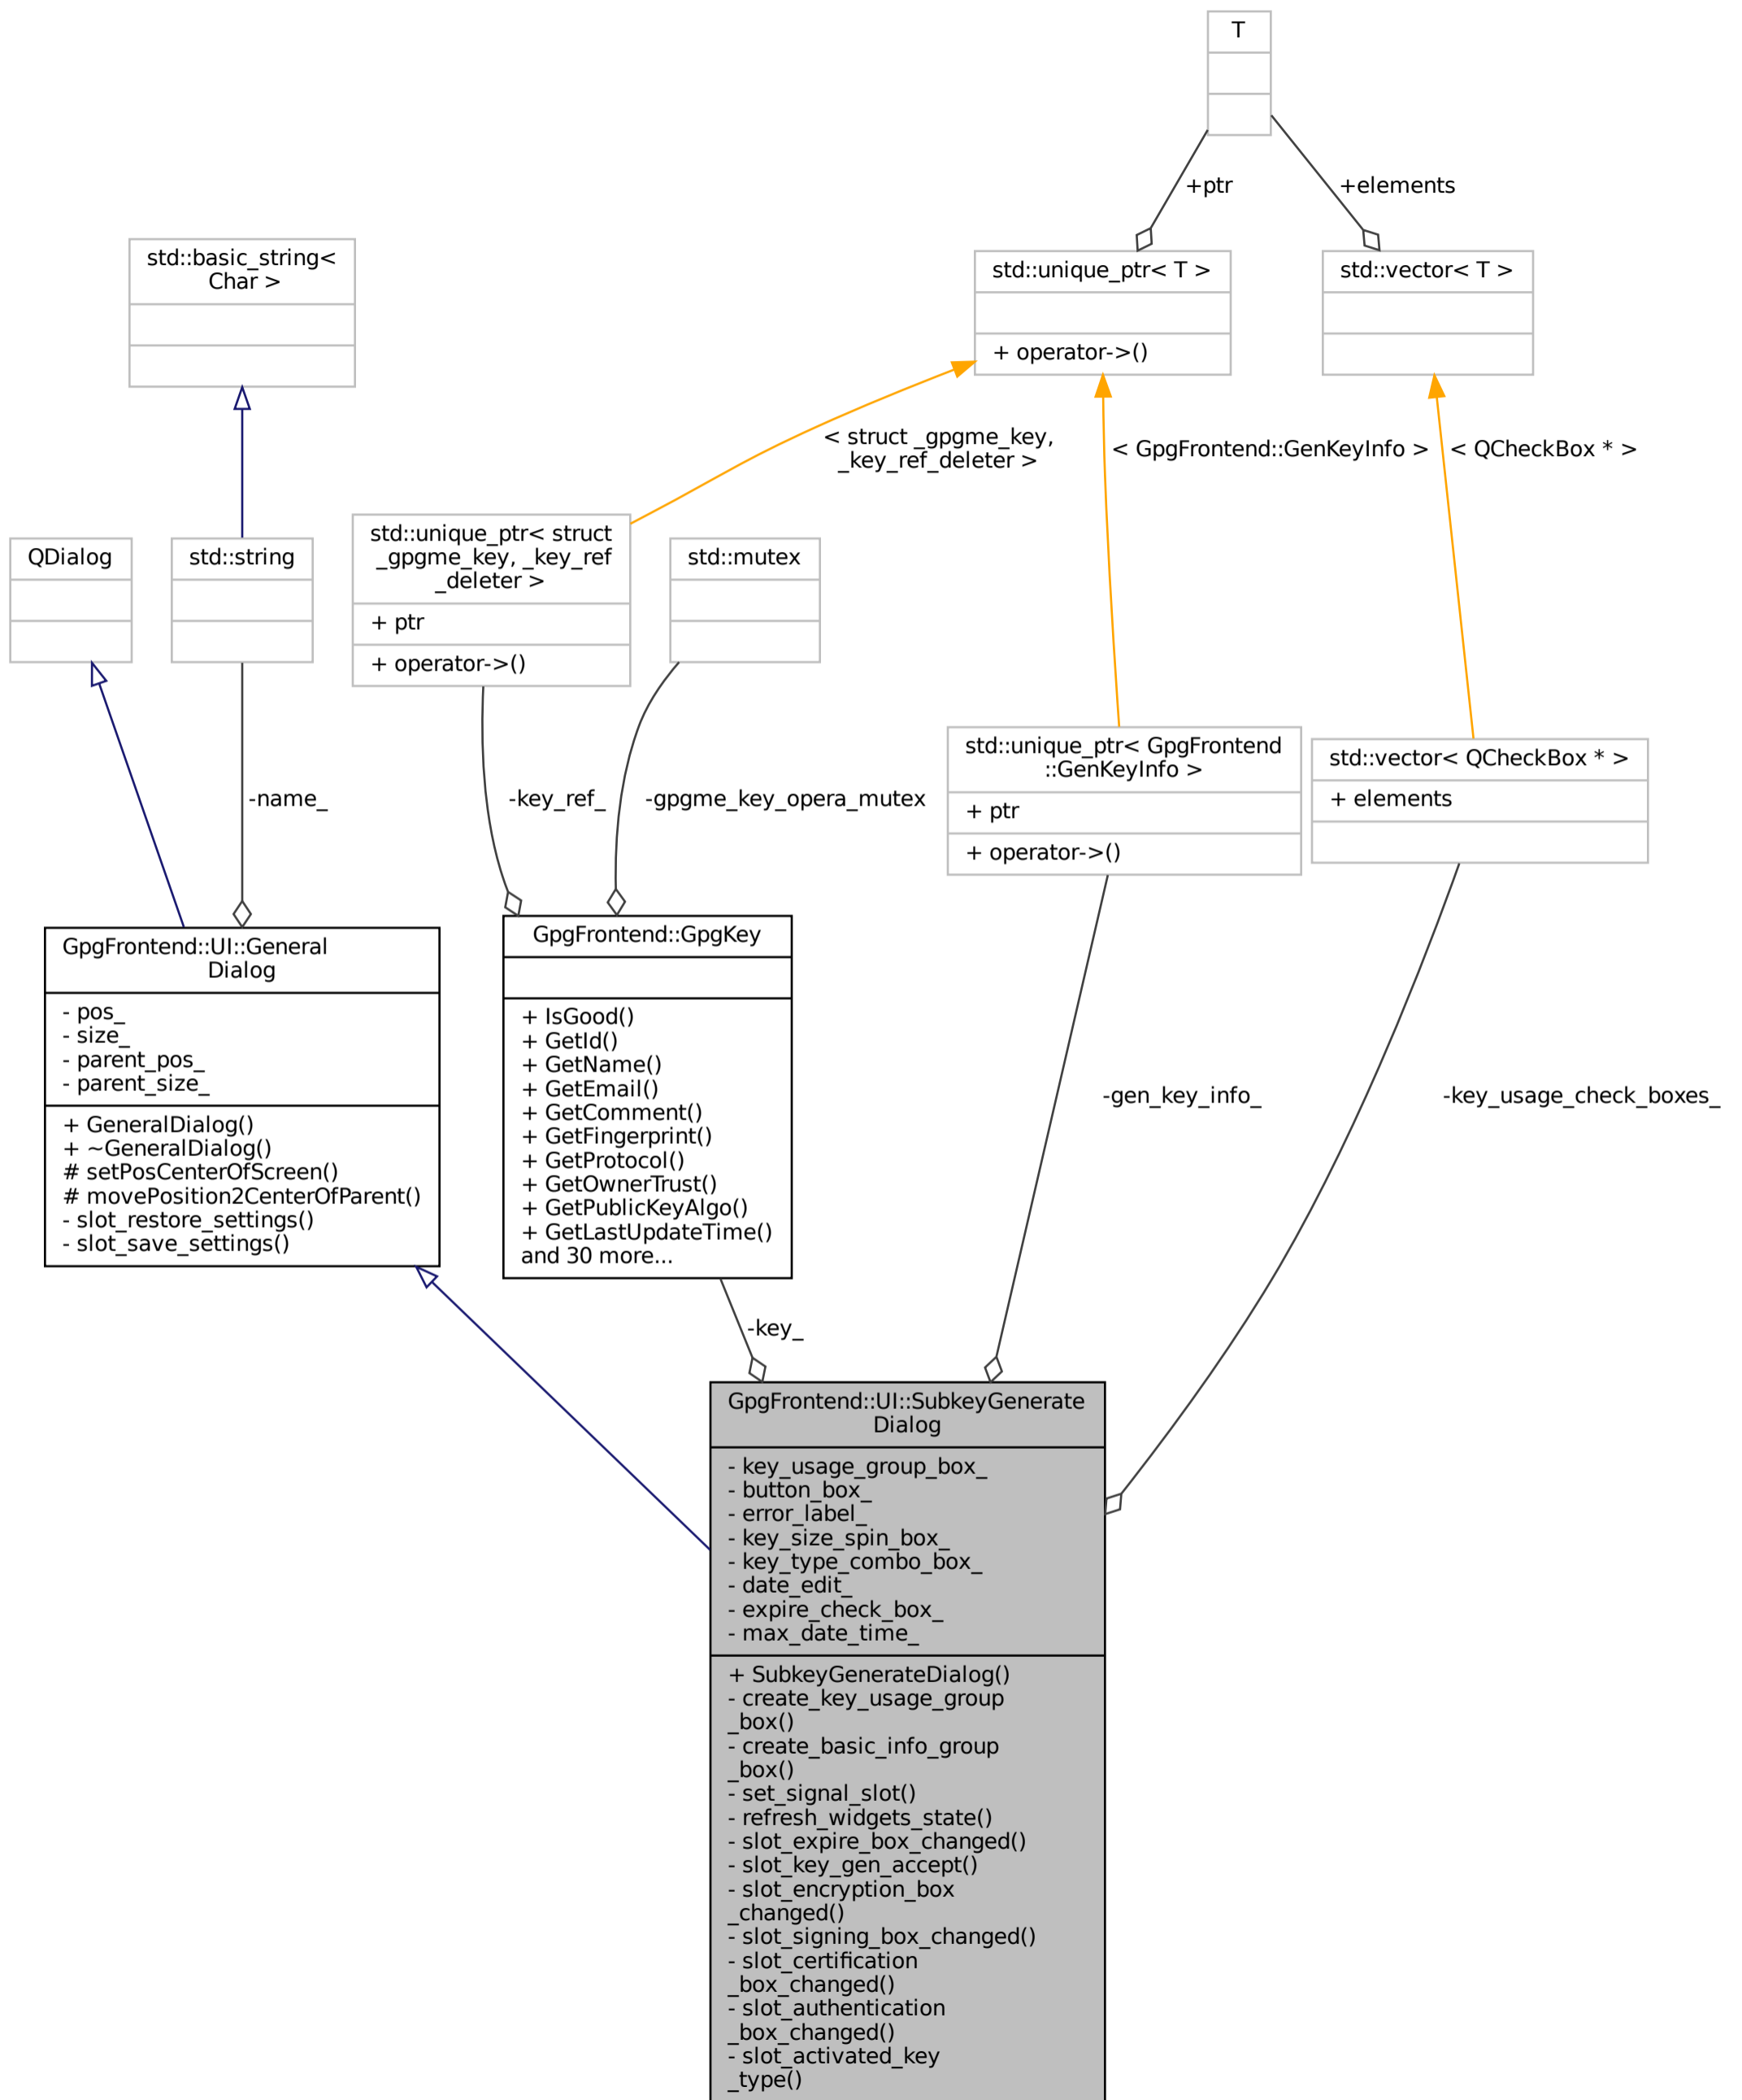 T
+ptr
+elements
std::basic_string<
Char >
std::unique_ptr< T >
+ operator->()
std::vector< T >
< struct _gpgme_key,
_key_ref_deleter >
< GpgFrontend::GenKeyInfo >
< QCheckBox * >
QDialog
std::string
std::unique_ptr< struct
_gpgme_key, _key_ref
_deleter >
+ ptr
+ operator->()
std::mutex
std::unique_ptr< GpgFrontend
::GenKeyInfo >
+ ptr
+ operator->()
std::vector< QCheckBox * >
+ elements
-name_
-key_ref_
-gpgme_key_opera_mutex
GpgFrontend::UI::General
Dialog
- pos_
- size_
- parent_pos_
- parent_size_
+ GeneralDialog()
+ ~GeneralDialog()
# setPosCenterOfScreen()
# movePosition2CenterOfParent()
- slot_restore_settings()
- slot_save_settings()
GpgFrontend::GpgKey
+ IsGood()
+ GetId()
+ GetName()
+ GetEmail()
+ GetComment()
+ GetFingerprint()
+ GetProtocol()
+ GetOwnerTrust()
+ GetPublicKeyAlgo()
+ GetLastUpdateTime()
and 30 more...
-gen_key_info_
-key_usage_check_boxes_
-key_
GpgFrontend::UI::SubkeyGenerate
Dialog
- key_usage_group_box_
- button_box_
- error_label_
- key_size_spin_box_
- key_type_combo_box_
- date_edit_
- expire_check_box_
- max_date_time_
+ SubkeyGenerateDialog()
- create_key_usage_group
_box()
- create_basic_info_group
_box()
- set_signal_slot()
- refresh_widgets_state()
- slot_expire_box_changed()
- slot_key_gen_accept()
- slot_encryption_box
_changed()
- slot_signing_box_changed()
- slot_certification
_box_changed()
- slot_authentication
_box_changed()
- slot_activated_key
_type()